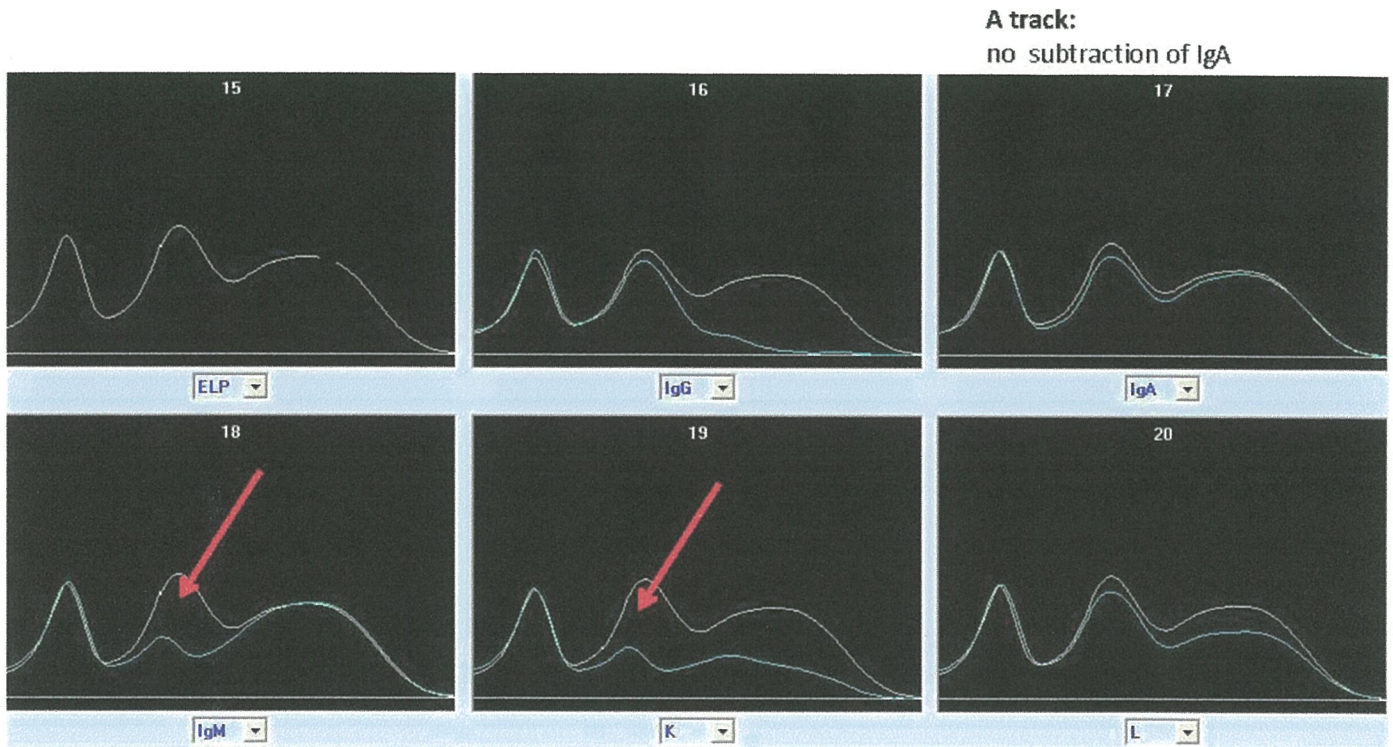 A track:
no subtraction of IgA
15
16
17
ELP
IgG
IgA
18
19
20
IgM
K
L